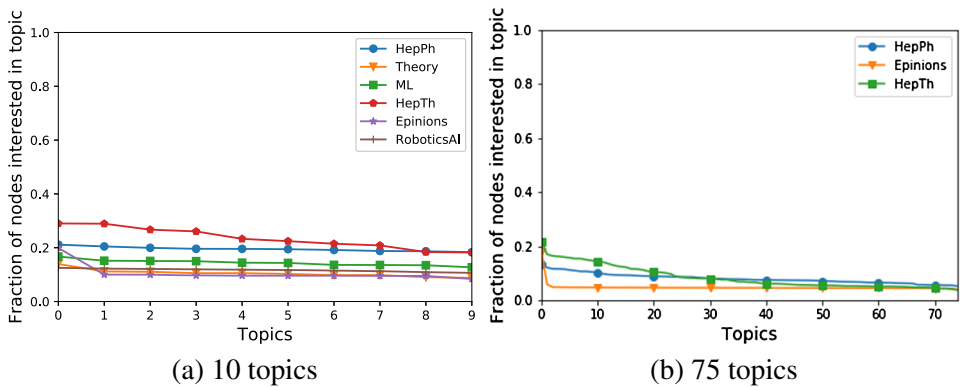 Fraction of nodes interested in topic
1.0
0.8
0.6
0.4
0.2
0.0
HepPh
Theory
ML
HepTh
Epinions
RoboticsAI
0 1 2 3 4 5 6 7 8 9
Topics
(a) 10 topics
Fraction of nodes interested in topic
1.0
0.8
0.6
0.4
0.2
0.0
HepPh
Epinions
HepTh
0 10 20 30 40 50 60 70
Topics
(b) 75 topics